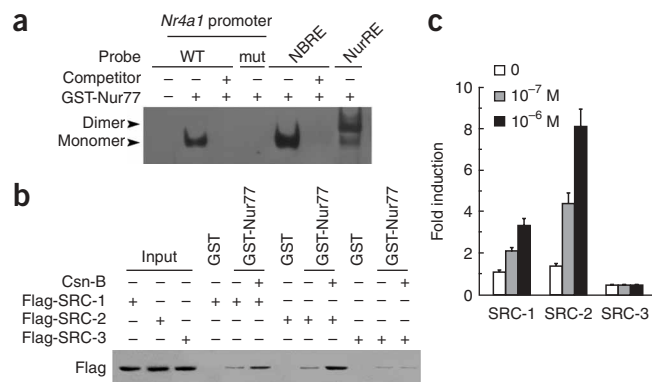 a
Nr4a1 promoter
Probe WT mut NBRE NurRE
Competitor – – + – – + –
GST-Nur77 – + + + + + +
Dimer
Monomer
b
Input GST GST-Nur77 GST GST-Nur77 GST GST-Nur77
Csn-B – – – – – + – – + – – +
Flag-SRC-1 + – – + + + – – – – – –
Flag-SRC-2 – + – – – – + + + – – –
Flag-SRC-3 – – + – – – – – – + + +
Flag
c
0
10⁻⁷ M
10⁻⁶ M
Fold induction
10
8
6
4
2
0
SRC-1 SRC-2 SRC-3